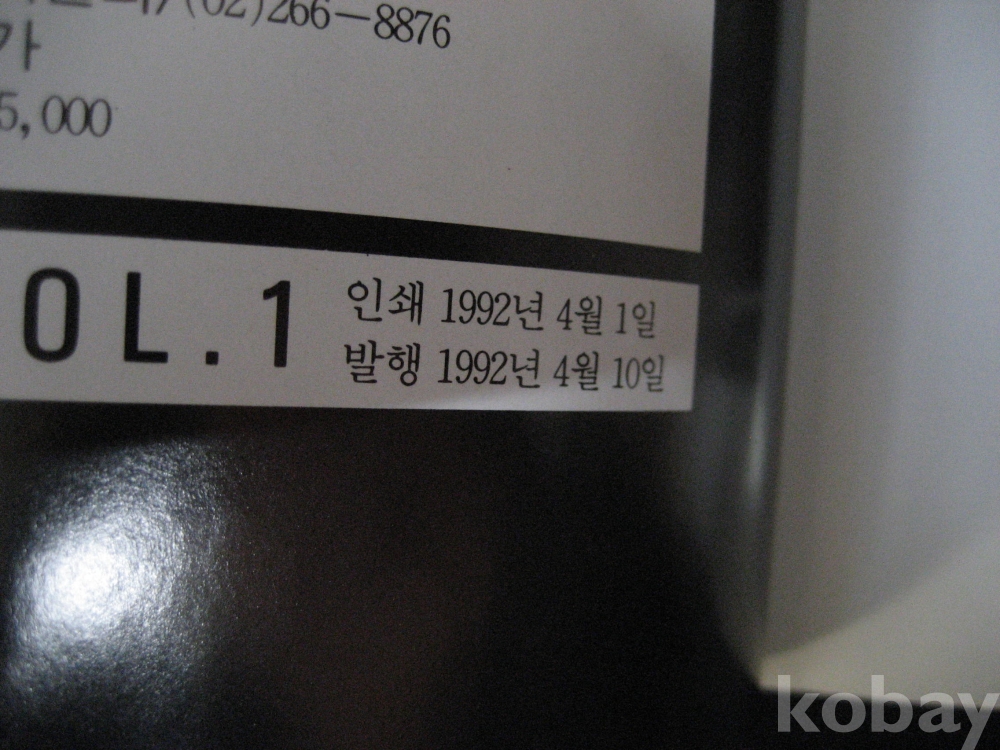 (02)266-8876
가
5,000
OL.1
인쇄 1992년 4월 1일
발행 1992년 4월 10일
kobay